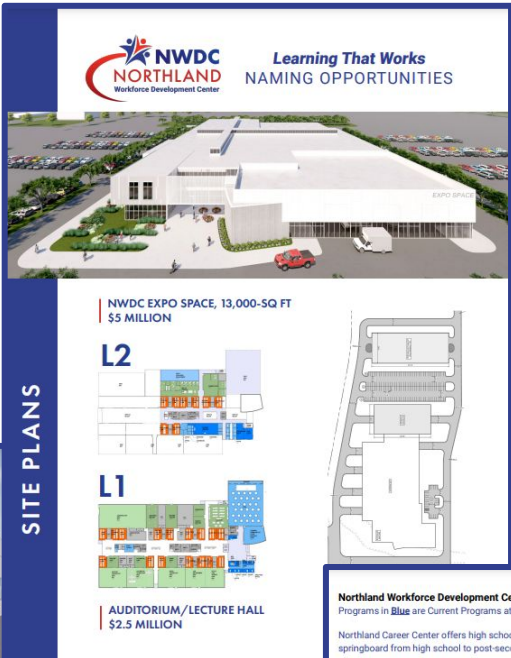 NWDC
NORTHLAND
Workforce Development Center
Learning That Works
NAMING OPPORTUNITIES
EXPO SPACE
SITE PLANS
NWDC EXPO SPACE, 13,000-SQ FT
$5 MILLION
L2
L1
AUDITORIUM/LECTURE HALL
$2.5 MILLION
Northland Workforce Development Ce
Programs in Blue are Current Programs at
Northland Career Center offers high schoo
springboard from high school to post-seco